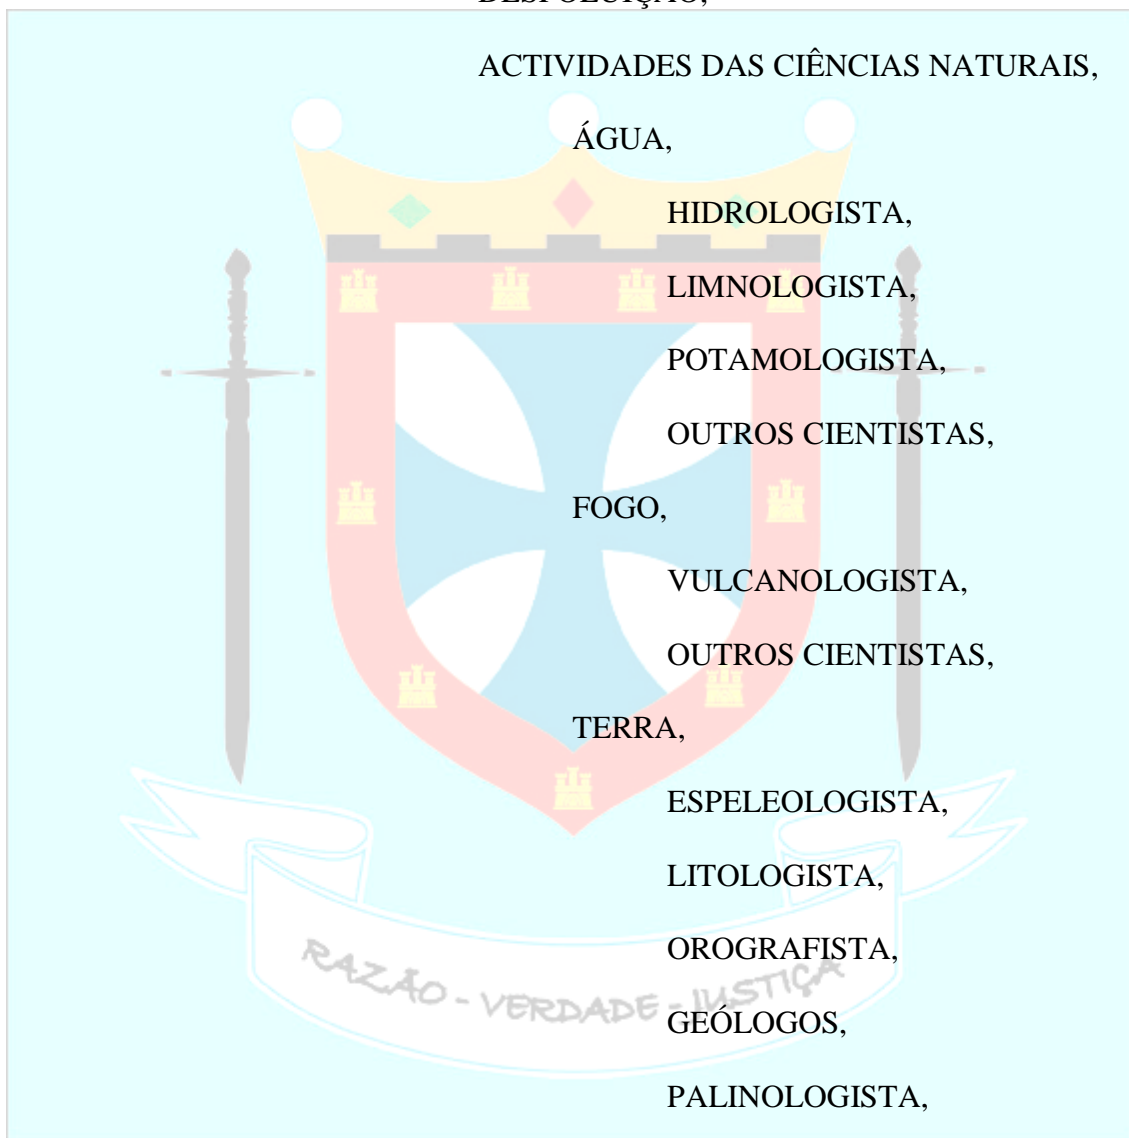 DESPOLUIÇÃO,
ACTIVIDADES DAS CIÊNCIAS NATURAIS,
ÁGUA,
HIDROLOGISTA,
LIMNOLOGISTA,
POTAMOLOGISTA,
OUTROS CIENTISTAS,
FOGO,
VULCANOLOGISTA,
OUTROS CIENTISTAS,
TERRA,
ESPELEOLOGISTA,
LITOLOGISTA,
OROGRAFISTA,
RAZÃO - VERDADE - JUSTIÇA
GEÓLOGOS,
PALINOLOGISTA,